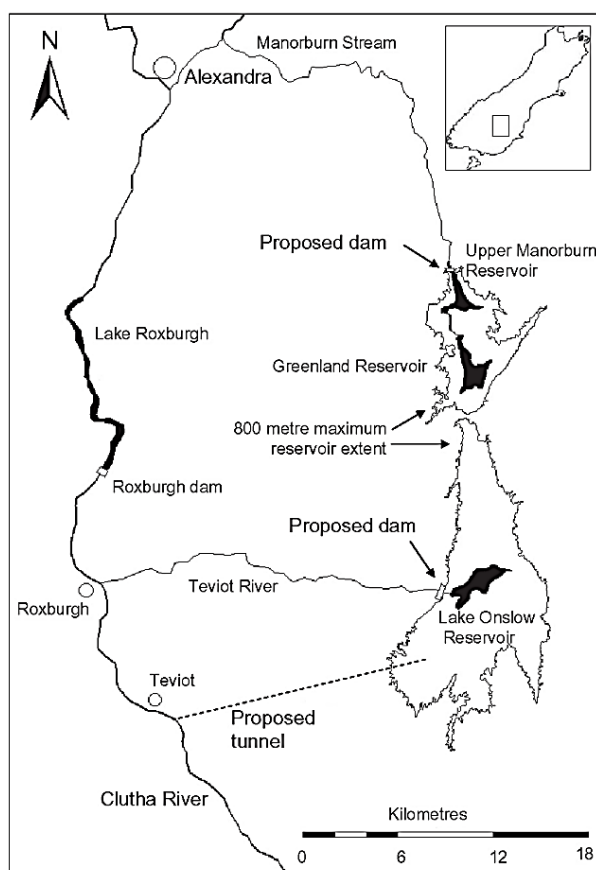 N
Manorburn Stream
Alexandra
Proposed dam
Upper Manorburn
Reservoir
Lake Roxburgh
Greenland Reservoir
800 metre maximum
reservoir extent
Roxburgh dam
Proposed dam
Teviot River
Roxburgh
Lake Onslow
Reservoir
Teviot
Proposed
tunnel
Clutha River
Kilometres
0 6 12 18